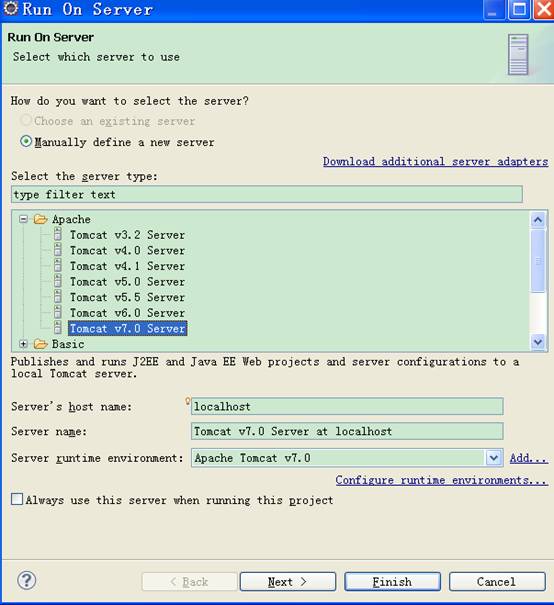 Run On Server
Run On Server
Select which server to use
How do you want to select the server?
Choose an existing server
Manually define a new server
Download additional server adapters
Select the server type:
type filter text
Apache
Tomcat v3.2 Server
Tomcat v4.0 Server
Tomcat v4.1 Server
Tomcat v5.0 Server
Tomcat v5.5 Server
Tomcat v6.0 Server
Tomcat v7.0 Server
Basic
Publishes and runs J2EE and Java EE Web projects and server configurations to a
local Tomcat server.
Server's host name: localhost
Server name: Tomcat v7.0 Server at localhost
Server runtime environment: Apache Tomcat v7.0 Add...
Configure runtime environments...
Always use this server when running this project
? < Back Next > Finish Cancel